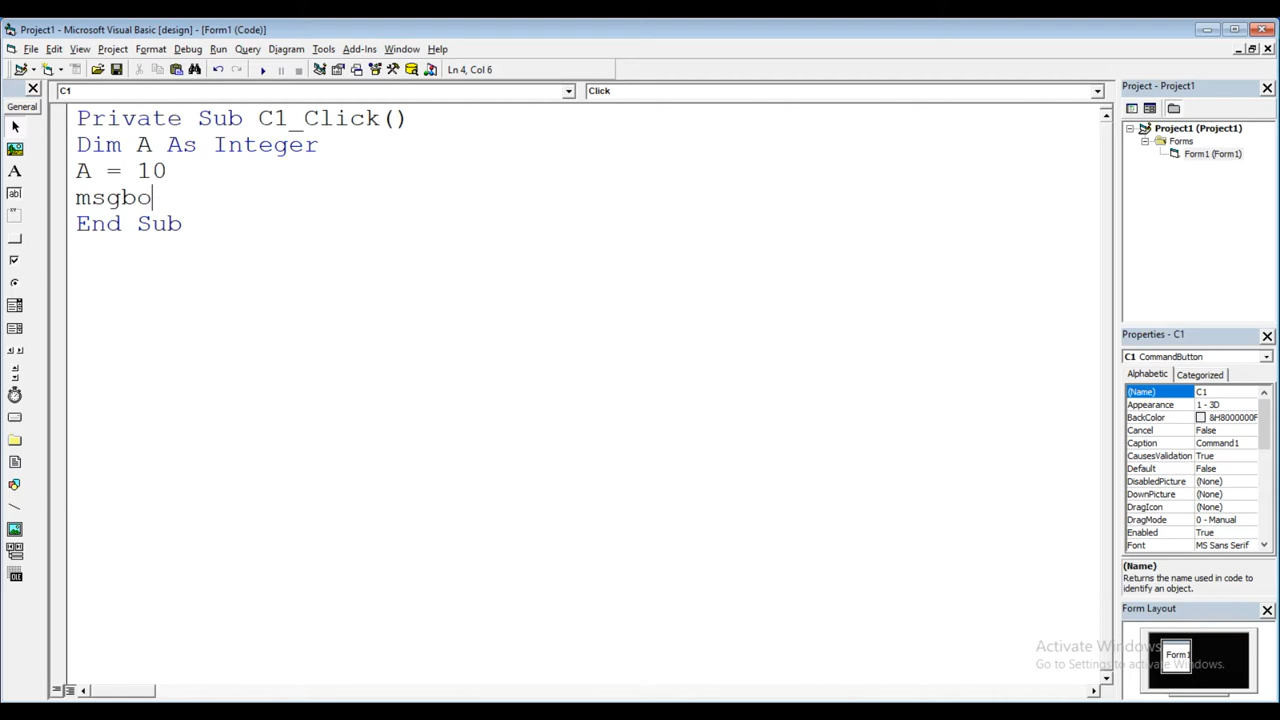 Project1 - Microsoft Visual Basic [design] - [Form1 (Code)]
File Edit View Project Format Debug Run Query Diagram Tools Add-Ins Window Help
Ln 4, Col 6
General
C1
Click
Private Sub C1_Click()
Dim A As Integer
A = 10
msgbo
End Sub
Project - Project1
Project1 (Project1)
Forms
Form1 (Form1)
Properties - C1
C1 CommandButton
Alphabetic Categorized
(Name) C1
Appearance 1 - 3D
BackColor &H8000000F
Cancel False
Caption Command1
CausesValidation True
Default False
DisabledPicture (None)
DownPicture (None)
DragIcon (None)
DragMode 0 - Manual
Enabled True
Font MS Sans Serif
(Name)
Returns the name used in code to
identify an object.
Form Layout
Form1
Activate Windows
Go to Settings to activate Windows.